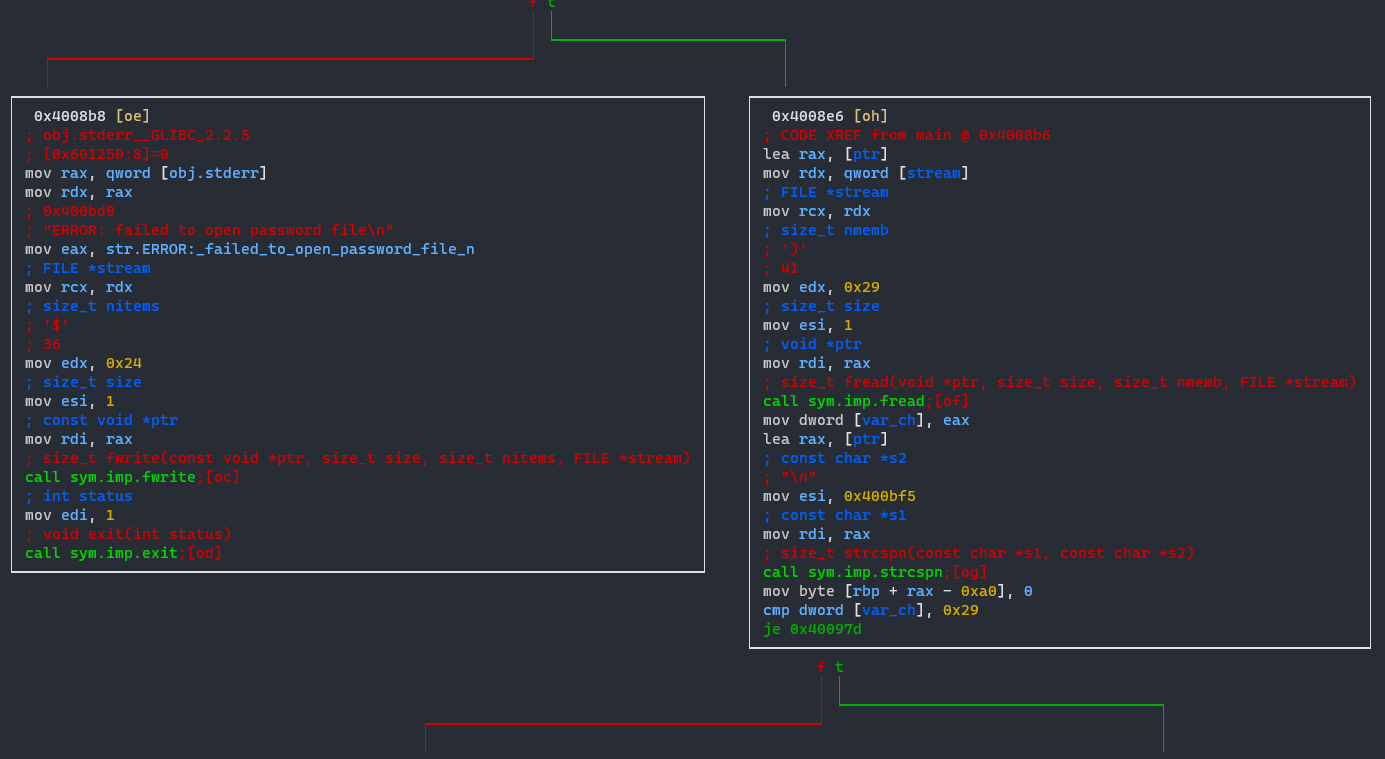 f t
0x4008b8 [oe]
; obj.stderr__GLIBC_2.2.5
; [0x601250:8]=0
mov rax, qword [obj.stderr]
mov rdx, rax
; 0x400bd0
; "ERROR: failed to open password file\n"
mov eax, str.ERROR:_failed_to_open_password_file_n
; FILE *stream
mov rcx, rdx
; size_t nitems
; '$'
; 36
mov edx, 0x24
; size_t size
mov esi, 1
; const void *ptr
mov rdi, rax
; size_t fwrite(const void *ptr, size_t size, size_t nitems, FILE *stream)
call sym.imp.fwrite;[oc]
; int status
mov edi, 1
; void exit(int status)
call sym.imp.exit;[od]
0x4008e6 [oh]
; CODE XREF from main @ 0x4008b6
lea rax, [ptr]
mov rdx, qword [stream]
; FILE *stream
mov rcx, rdx
; size_t nmemb
; ')'
; 41
mov edx, 0x29
; size_t size
mov esi, 1
; void *ptr
mov rdi, rax
; size_t fread(void *ptr, size_t size, size_t nmemb, FILE *stream)
call sym.imp.fread;[of]
mov dword [var_ch], eax
lea rax, [ptr]
; const char *s2
; "\n"
mov esi, 0x400bf5
; const char *s1
mov rdi, rax
; size_t strcspn(const char *s1, const char *s2)
call sym.imp.strcspn;[og]
mov byte [rbp + rax - 0xa0], 0
cmp dword [var_ch], 0x29
je 0x40097d
f t